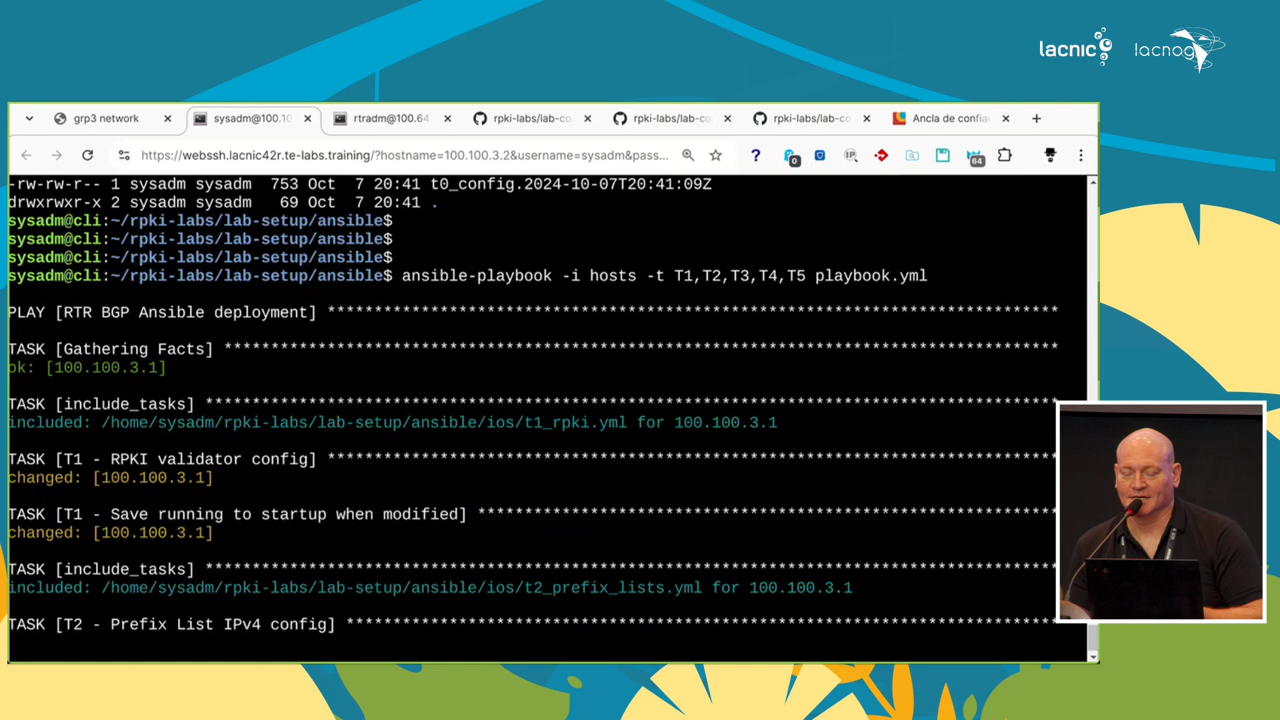 lacnic
lacnog
grp3 network
sysadm@100.10
rtradm@100.64
rpki-labs/lab-co
rpki-labs/lab-co
rpki-labs/lab-co
Ancla de confia
https://webssh.lacnic42r.te-labs.training/?hostname=100.100.3.2&username=sysadm&pass...
?
0
IP
64
-rw-rw-r-- 1 sysadm sysadm  753 Oct  7 20:41 t0_config.2024-10-07T20:41:09Z
drwxrwxr-x 2 sysadm sysadm   69 Oct  7 20:41 .
sysadm@cli:~/rpki-labs/lab-setup/ansible$
sysadm@cli:~/rpki-labs/lab-setup/ansible$
sysadm@cli:~/rpki-labs/lab-setup/ansible$
sysadm@cli:~/rpki-labs/lab-setup/ansible$ ansible-playbook -i hosts -t T1,T2,T3,T4,T5 playbook.yml
PLAY [RTR BGP Ansible deployment] ******************************************************************************
TASK [Gathering Facts] *****************************************************************************************
ok: [100.100.3.1]
TASK [include_tasks] *******************************************************************************************
included: /home/sysadm/rpki-labs/lab-setup/ansible/ios/t1_rpki.yml for 100.100.3.1
TASK [T1 - RPKI validator config] ******************************************************************************
changed: [100.100.3.1]
TASK [T1 - Save running to startup when modified] **************************************************************
changed: [100.100.3.1]
TASK [include_tasks] *******************************************************************************************
included: /home/sysadm/rpki-labs/lab-setup/ansible/ios/t2_prefix_lists.yml for 100.100.3.1
TASK [T2 - Prefix List IPv4 config] ****************************************************************************